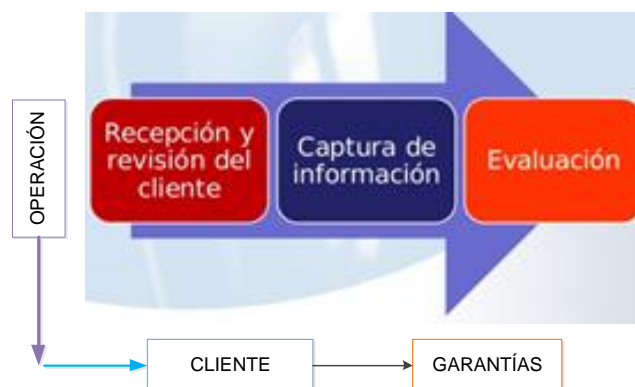 OPERACIÓN
Recepción y
revisión del
cliente
Captura de
información
Evaluación
CLIENTE
GARANTÍAS